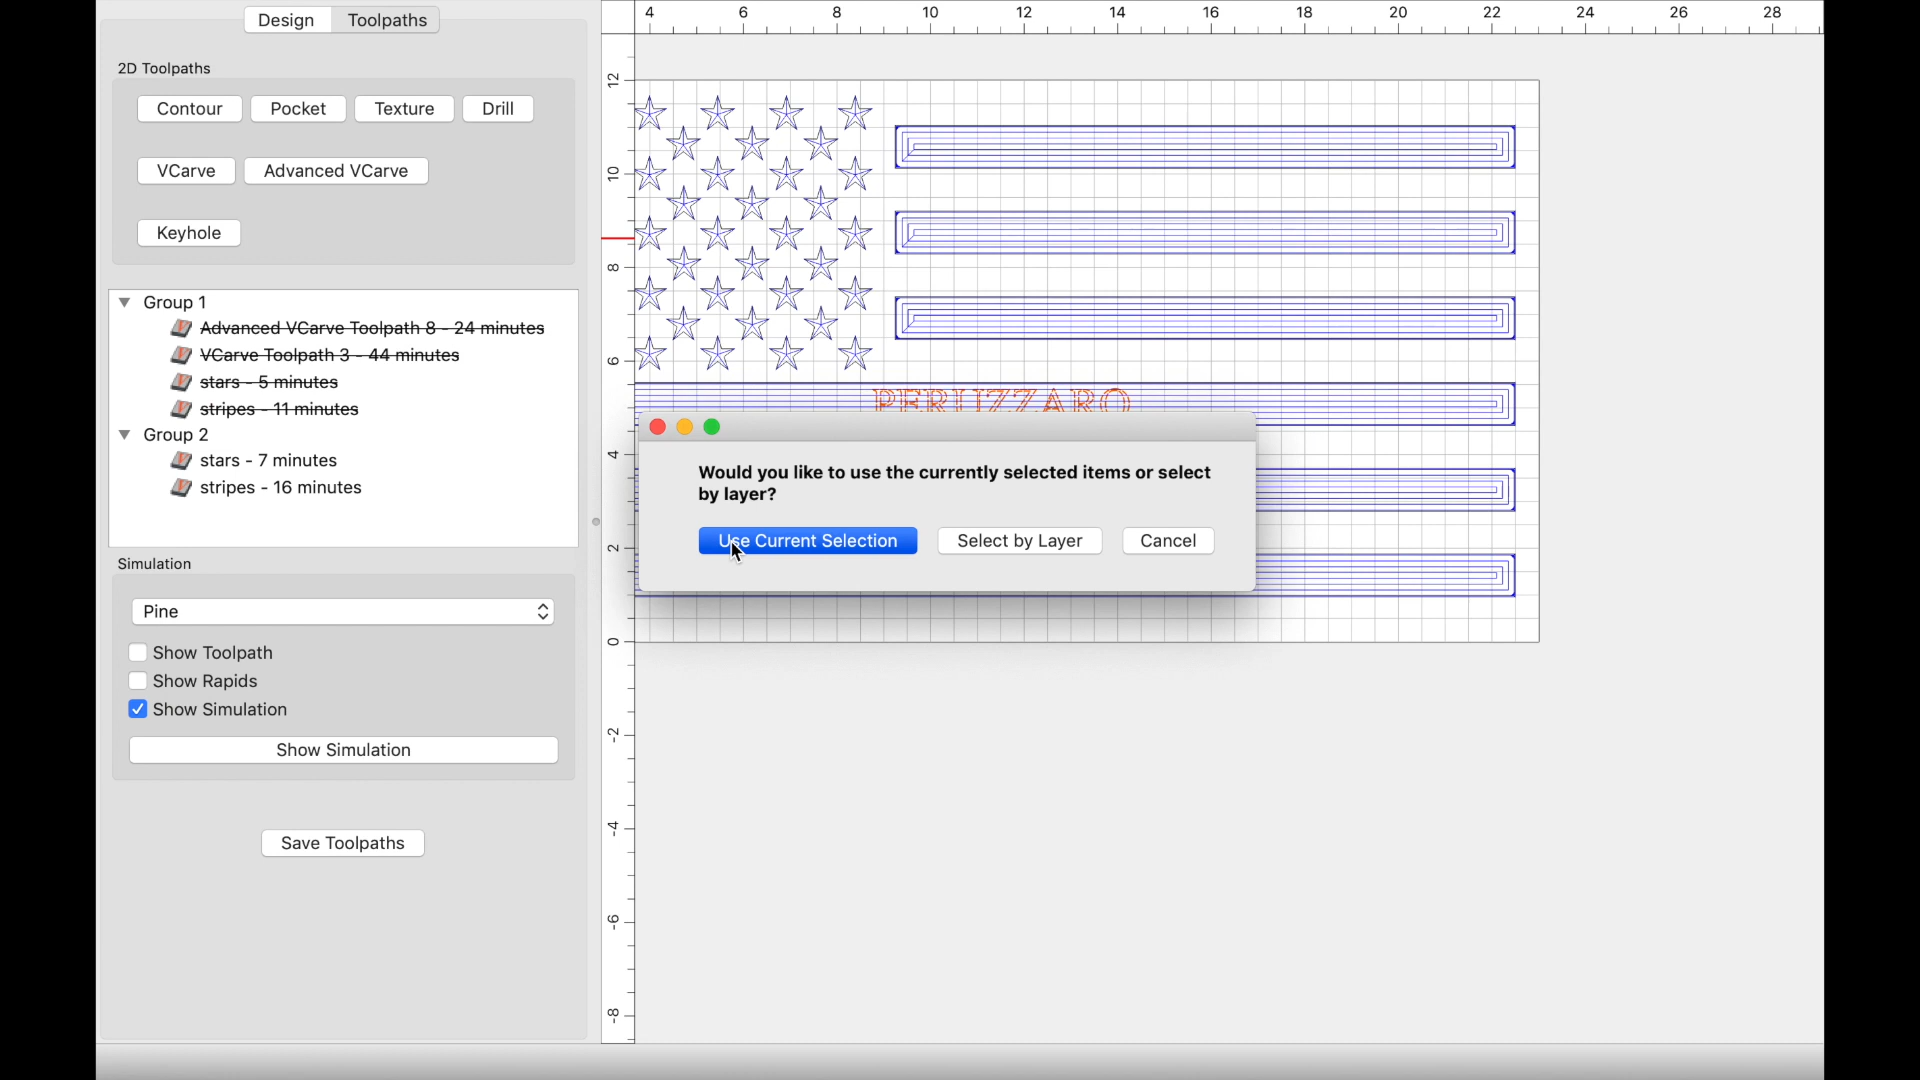 Design Toolpaths
2D Toolpaths
Contour Pocket Texture Drill
VCarve Advanced VCarve
Keyhole
Group 1
Advanced VCarve Toolpath 8 - 24 minutes
VCarve Toolpath 3 - 44 minutes
stars - 5 minutes
stripes - 11 minutes
Group 2
stars - 7 minutes
stripes - 16 minutes
Simulation
Pine
Show Toolpath
Show Rapids
Show Simulation
Show Simulation
Save Toolpaths
4 6 8 10 12 14 16 18 20 22 24 26 28
12
10
8
6
4
2
0
-2
-4
-6
-8
PERUZZARO
Would you like to use the currently selected items or select
by layer?
Use Current Selection Select by Layer Cancel